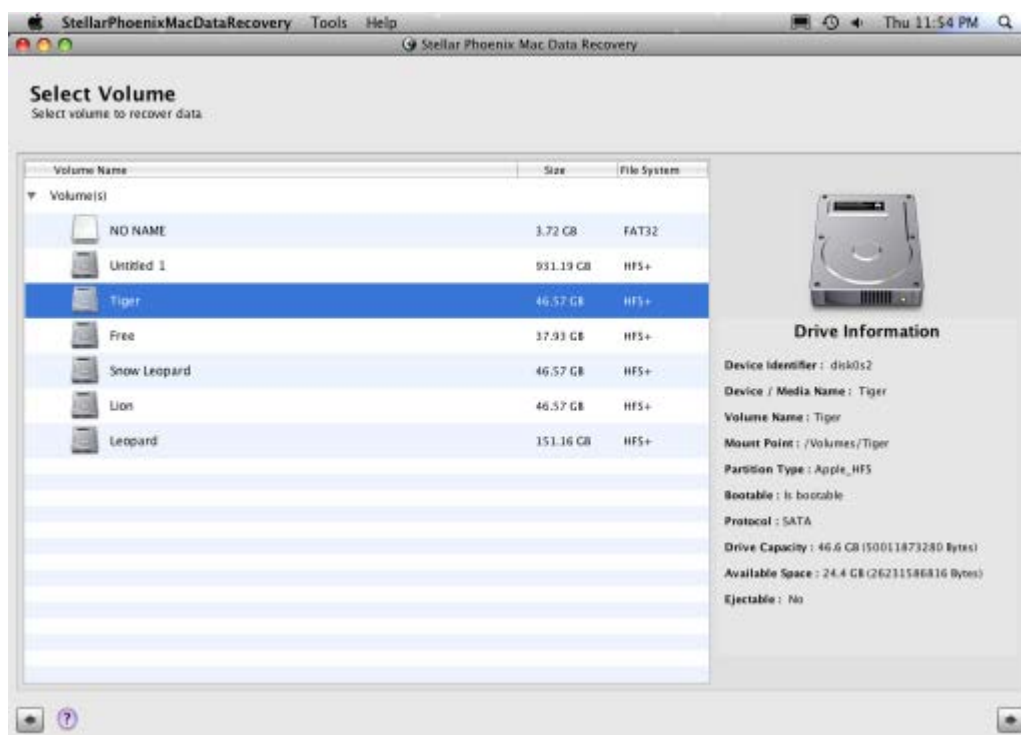 StellarPhoenixMacDataRecovery Tools Help Thu 11:54 PM
Stellar Phoenix Mac Data Recovery
Select Volume
Select volume to recover data
Volume Name Size File System
Volume(s)
NO NAME 3.72 GB FAT32
Untitled 1 931.19 GB HFS+
Tiger 46.57 GB HFS+
Free 37.93 GB HFS+
Snow Leopard 46.57 GB HFS+
Lion 46.57 GB HFS+
Leopard 151.16 GB HFS+
Drive Information
Device Identifier : disk0s2
Device / Media Name : Tiger
Volume Name : Tiger
Mount Point : /Volumes/Tiger
Partition Type : Apple_HFS
Bootable : Is bootable
Protocol : SATA
Drive Capacity : 46.6 GB (50011873280 Bytes)
Available Space : 24.4 GB (26231586816 Bytes)
Ejectable : No
?